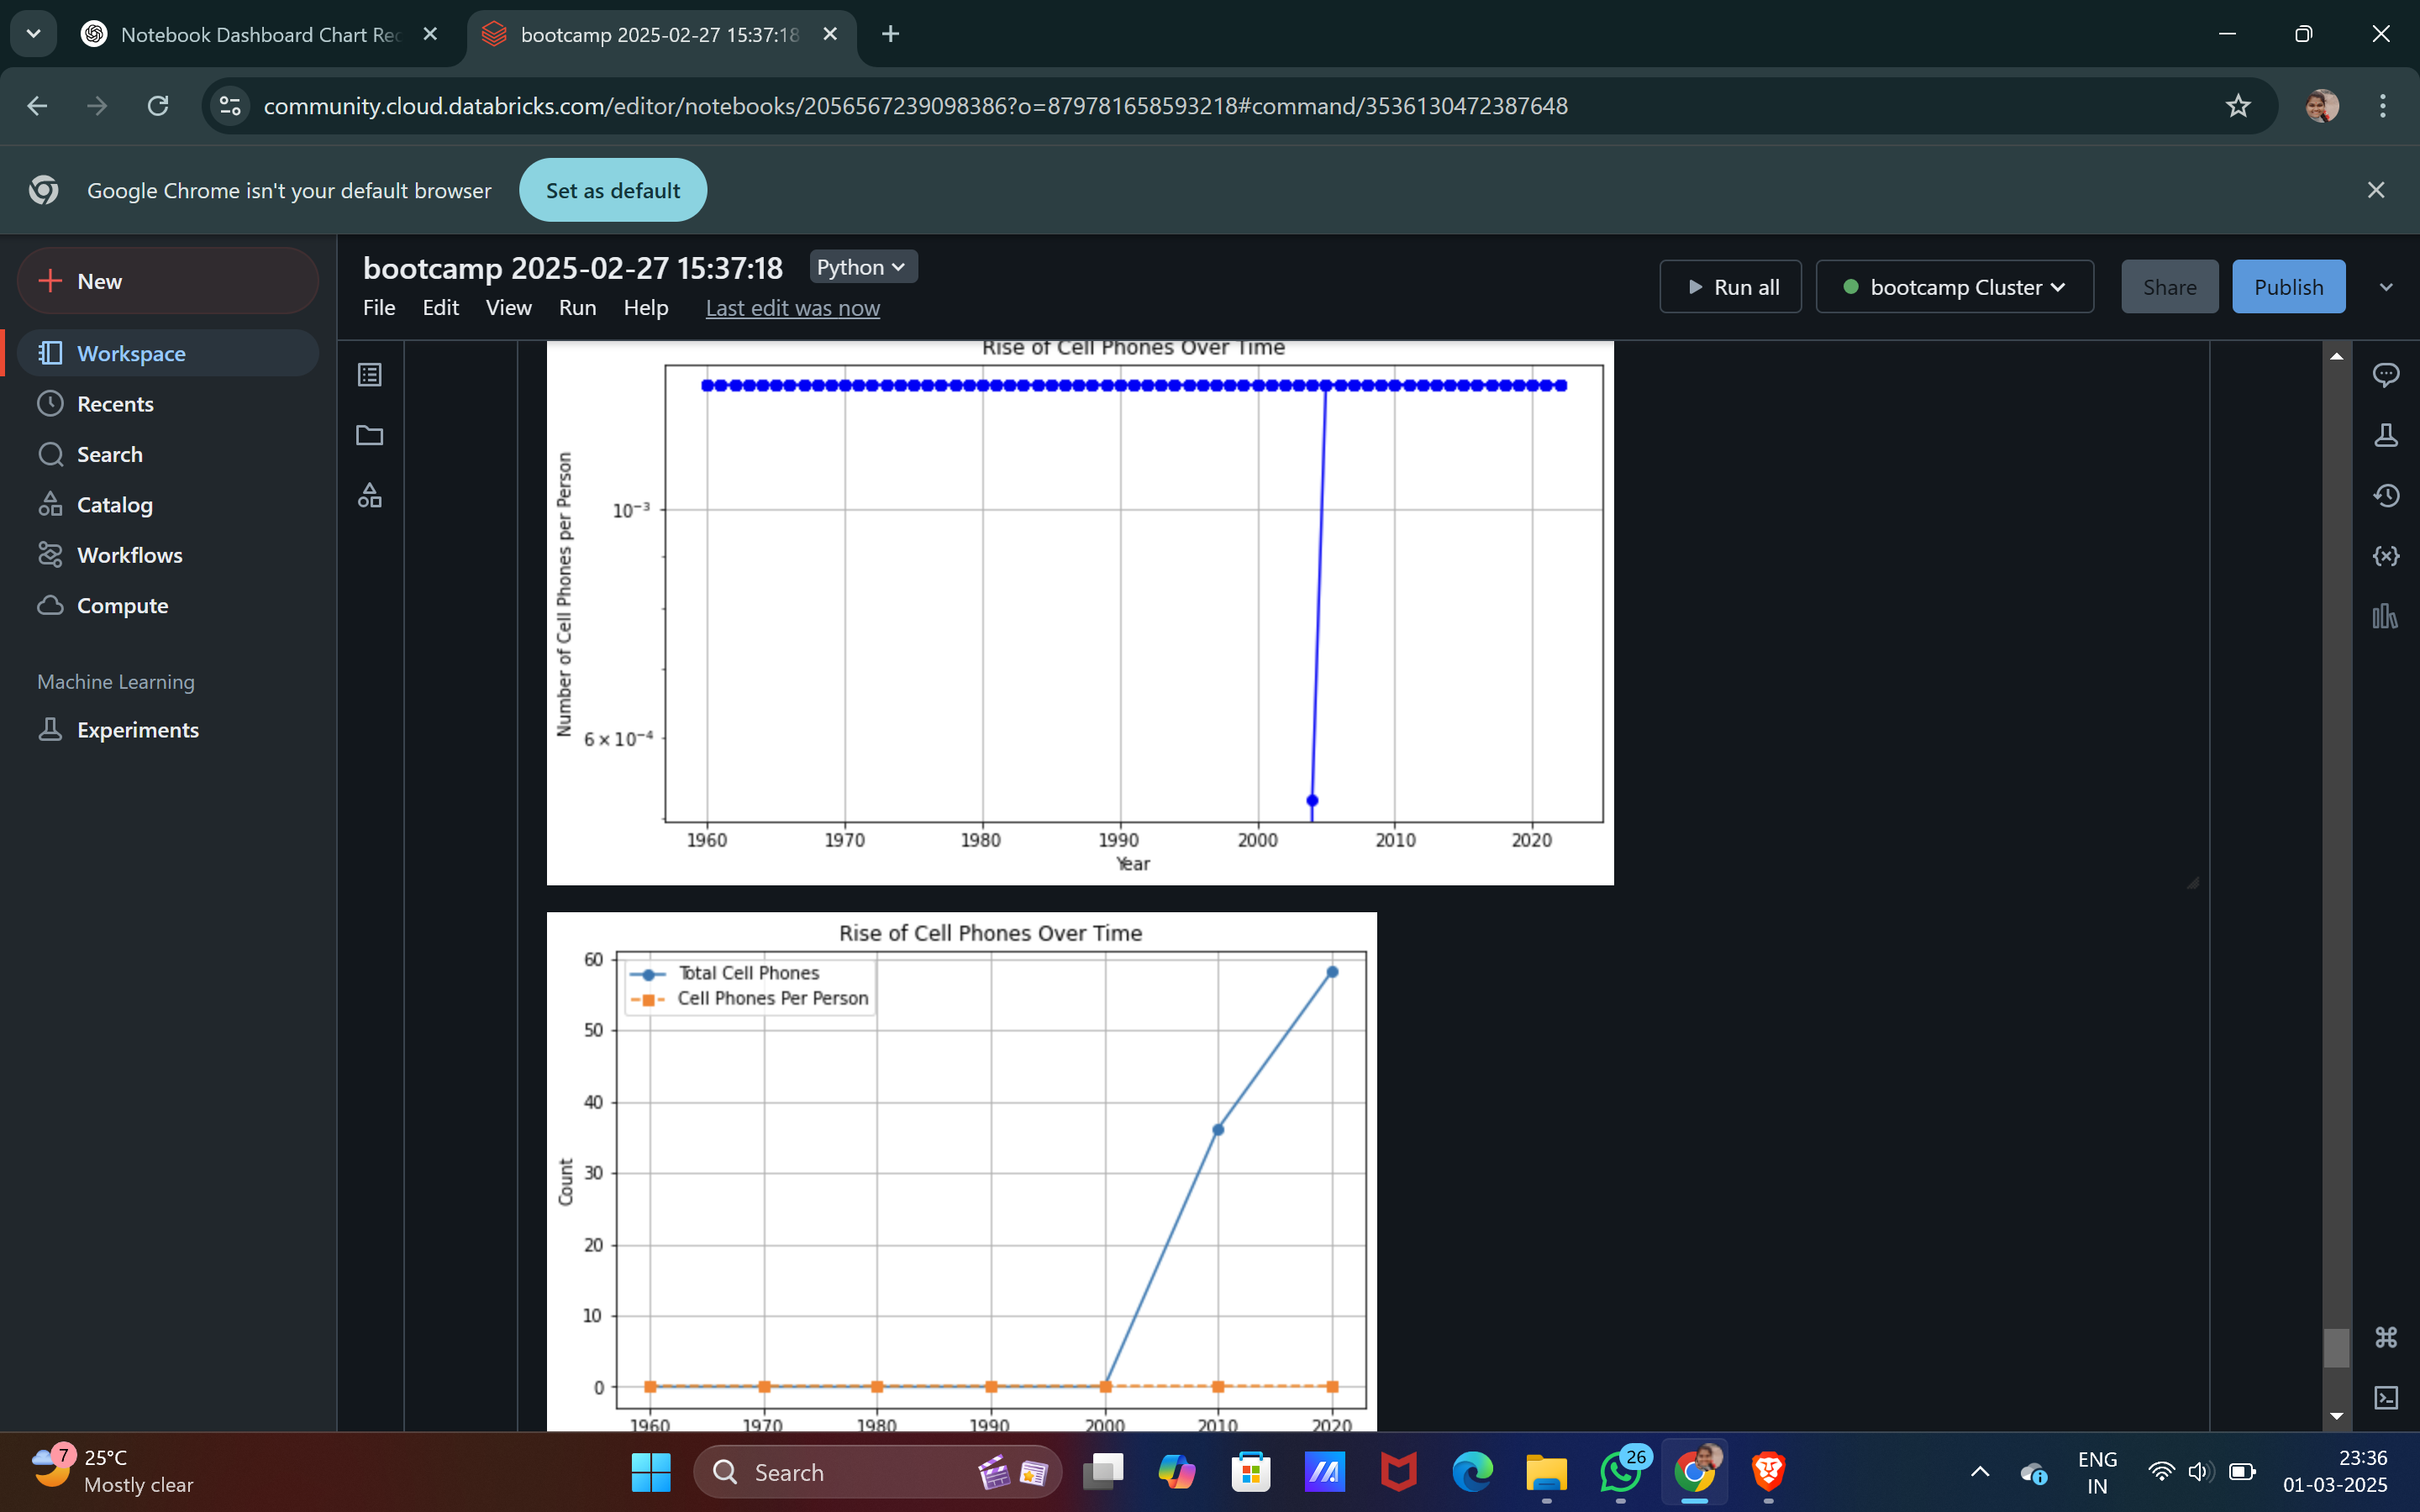 Notebook Dashboard Chart Rec
bootcamp 2025-02-27 15:37:18
community.cloud.databricks.com/editor/notebooks/2056567239098386?o=879781658593218#command/3536130472387648
Google Chrome isn't your default browser
Set as default
New
Workspace
Recents
Search
Catalog
Workflows
Compute
Machine Learning
Experiments
bootcamp 2025-02-27 15:37:18
Python
File Edit View Run Help Last edit was now
Run all
bootcamp Cluster
Share
Publish
Rise of Cell Phones Over Time
Number of Cell Phones per Person
10⁻³
6 × 10⁻⁴
1960 1970 1980 1990 2000 2010 2020
Year
Rise of Cell Phones Over Time
Total Cell Phones
Cell Phones Per Person
Count
60
50
40
30
20
10
0
1960 1970 1980 1990 2000 2010 2020
7
25°C
Mostly clear
Search
26
ENG
IN
23:36
01-03-2025